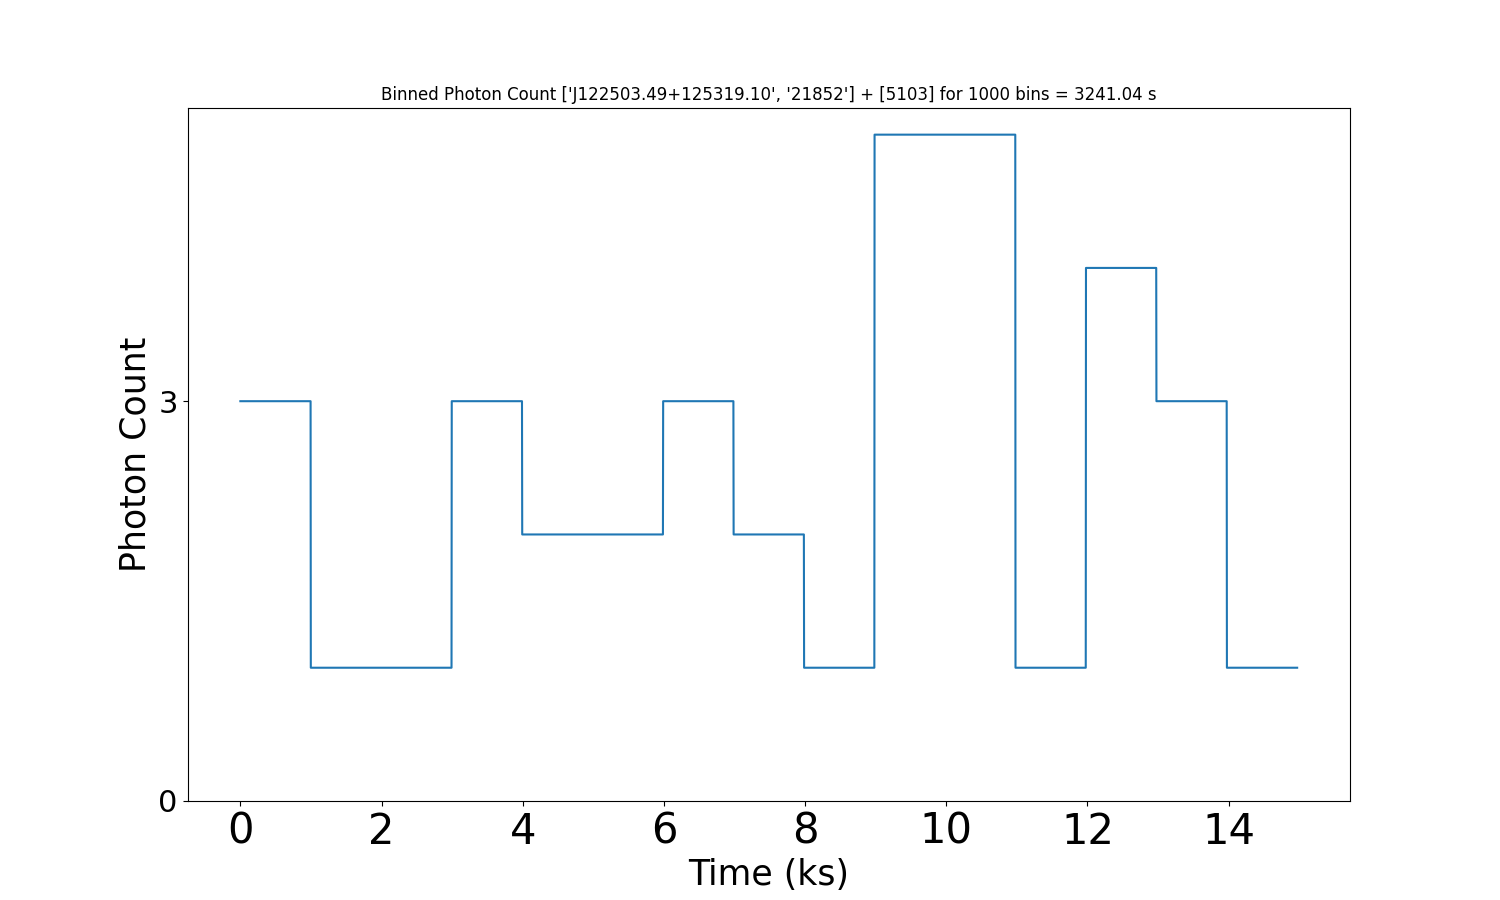 Binned Photon Count ['J122503.49+125319.10', '21852'] + [5103] for 1000 bins = 3241.04 s
Photon Count
3
0
0 2 4 6 8 10 12 14
Time (ks)